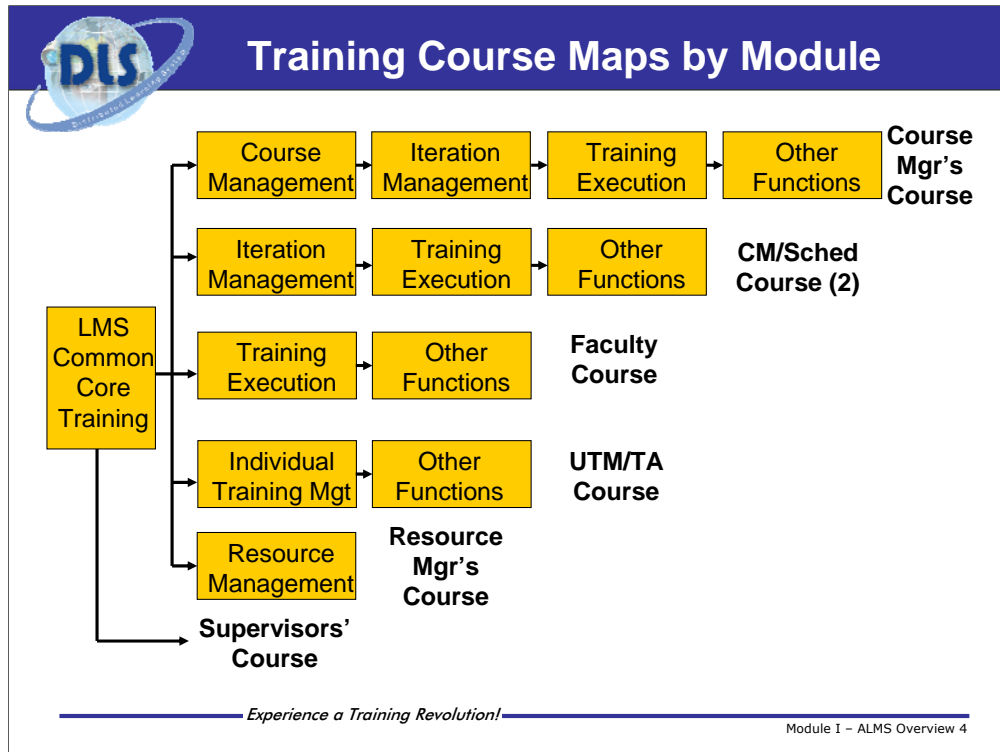 DLS
Distributed Learning System
Training Course Maps by Module
Course
Management
Iteration
Management
Training
Execution
Other
Functions
Course
Mgr's
Course
Iteration
Management
Training
Execution
Other
Functions
CM/Sched
Course (2)
LMS
Common
Core
Training
Training
Execution
Other
Functions
Faculty
Course
Individual
Training Mgt
Other
Functions
UTM/TA
Course
Resource
Management
Resource
Mgr's
Course
Supervisors'
Course
Experience a Training Revolution!
Module I – ALMS Overview 4